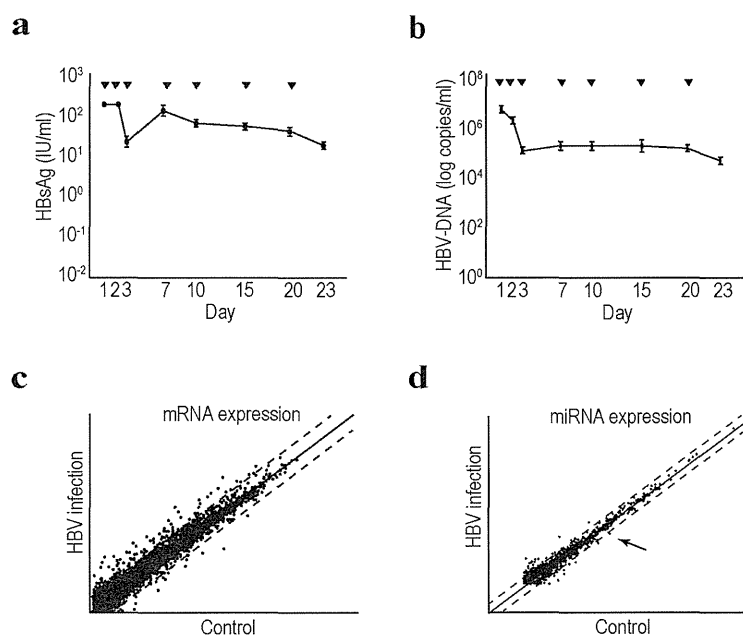 a
HBsAg (IU/ml)
10³
10²
10¹
10⁰
10⁻¹
10⁻²
1 2 3 7 10 15 20 23
Day
b
HBV-DNA (log copies/ml)
10⁸
10⁶
10⁴
10²
10⁰
1 2 3 7 10 15 20 23
Day
c
mRNA expression
HBV infection
Control
d
miRNA expression
HBV infection
Control